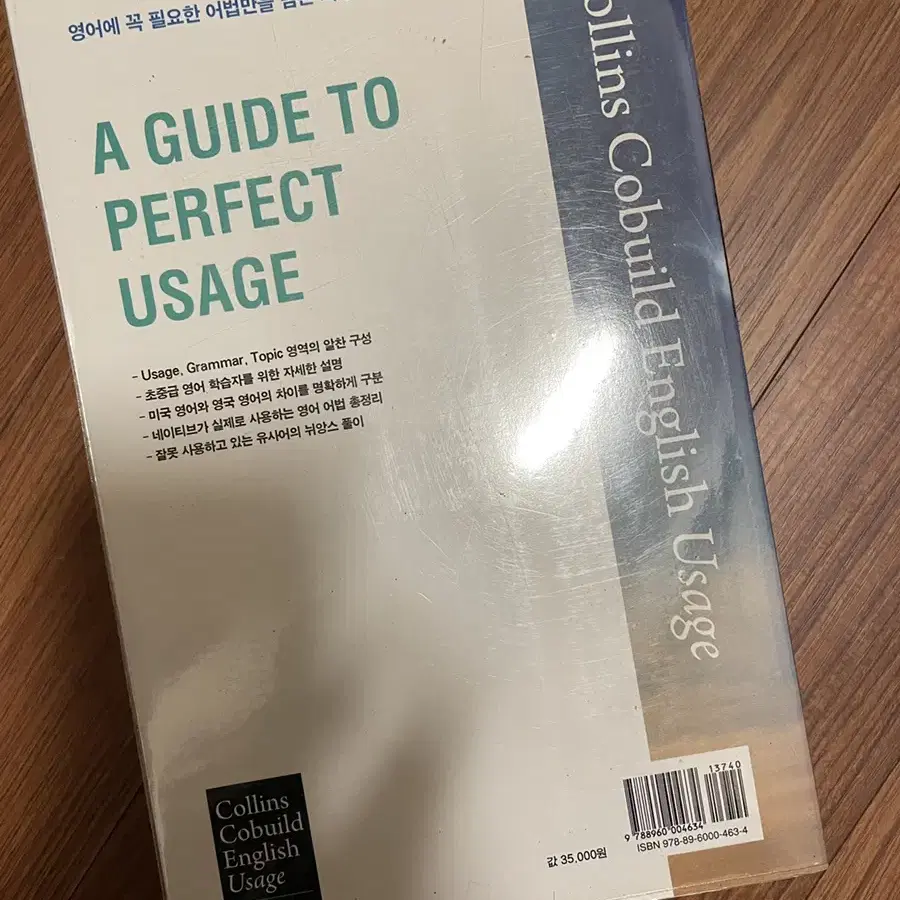 영어에 꼭 필요한 어법만을
A GUIDE TO
PERFECT
USAGE
- Usage, Grammar, Topic 영역의 알찬 구성
- 초중급 영어 학습자를 위한 자세한 설명
- 미국 영어와 영국 영어의 차이를 명확하게 구분
- 네이티브가 실제로 사용하는 영어 어법 총정리
- 잘못 사용하고 있는 유사어의 뉘앙스 풀이
ollins Cobuild English Usage
Collins
Cobuild
English
Usage
값 35,000원
13740
9 788960 004634
ISBN 978-89-6000-463-4